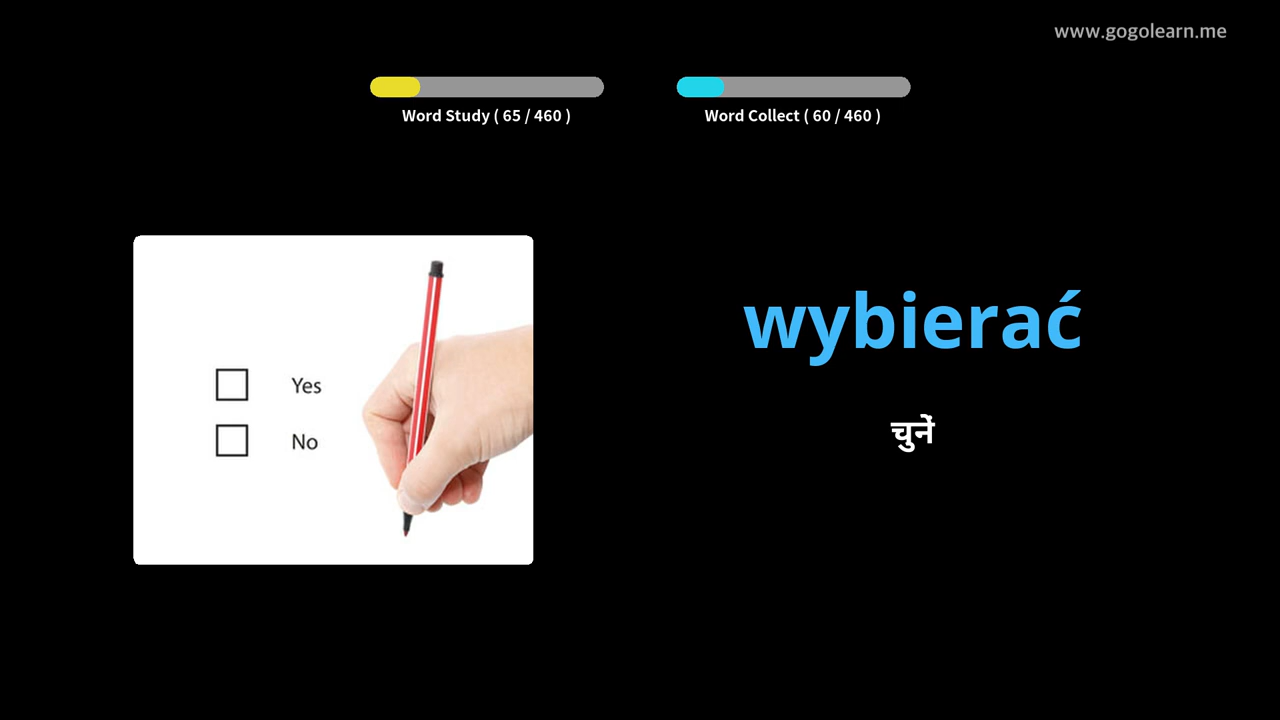 www.gogolearn.me
Word Study ( 65 / 460 )
Word Collect ( 60 / 460 )
Yes
No
wybierać
चुनें